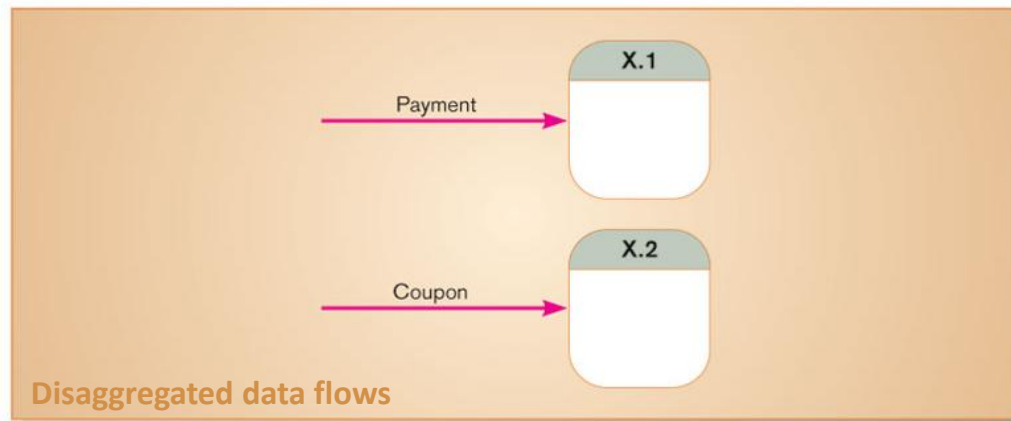 X.1
Payment
X.2
Coupon
Disaggregated data flows